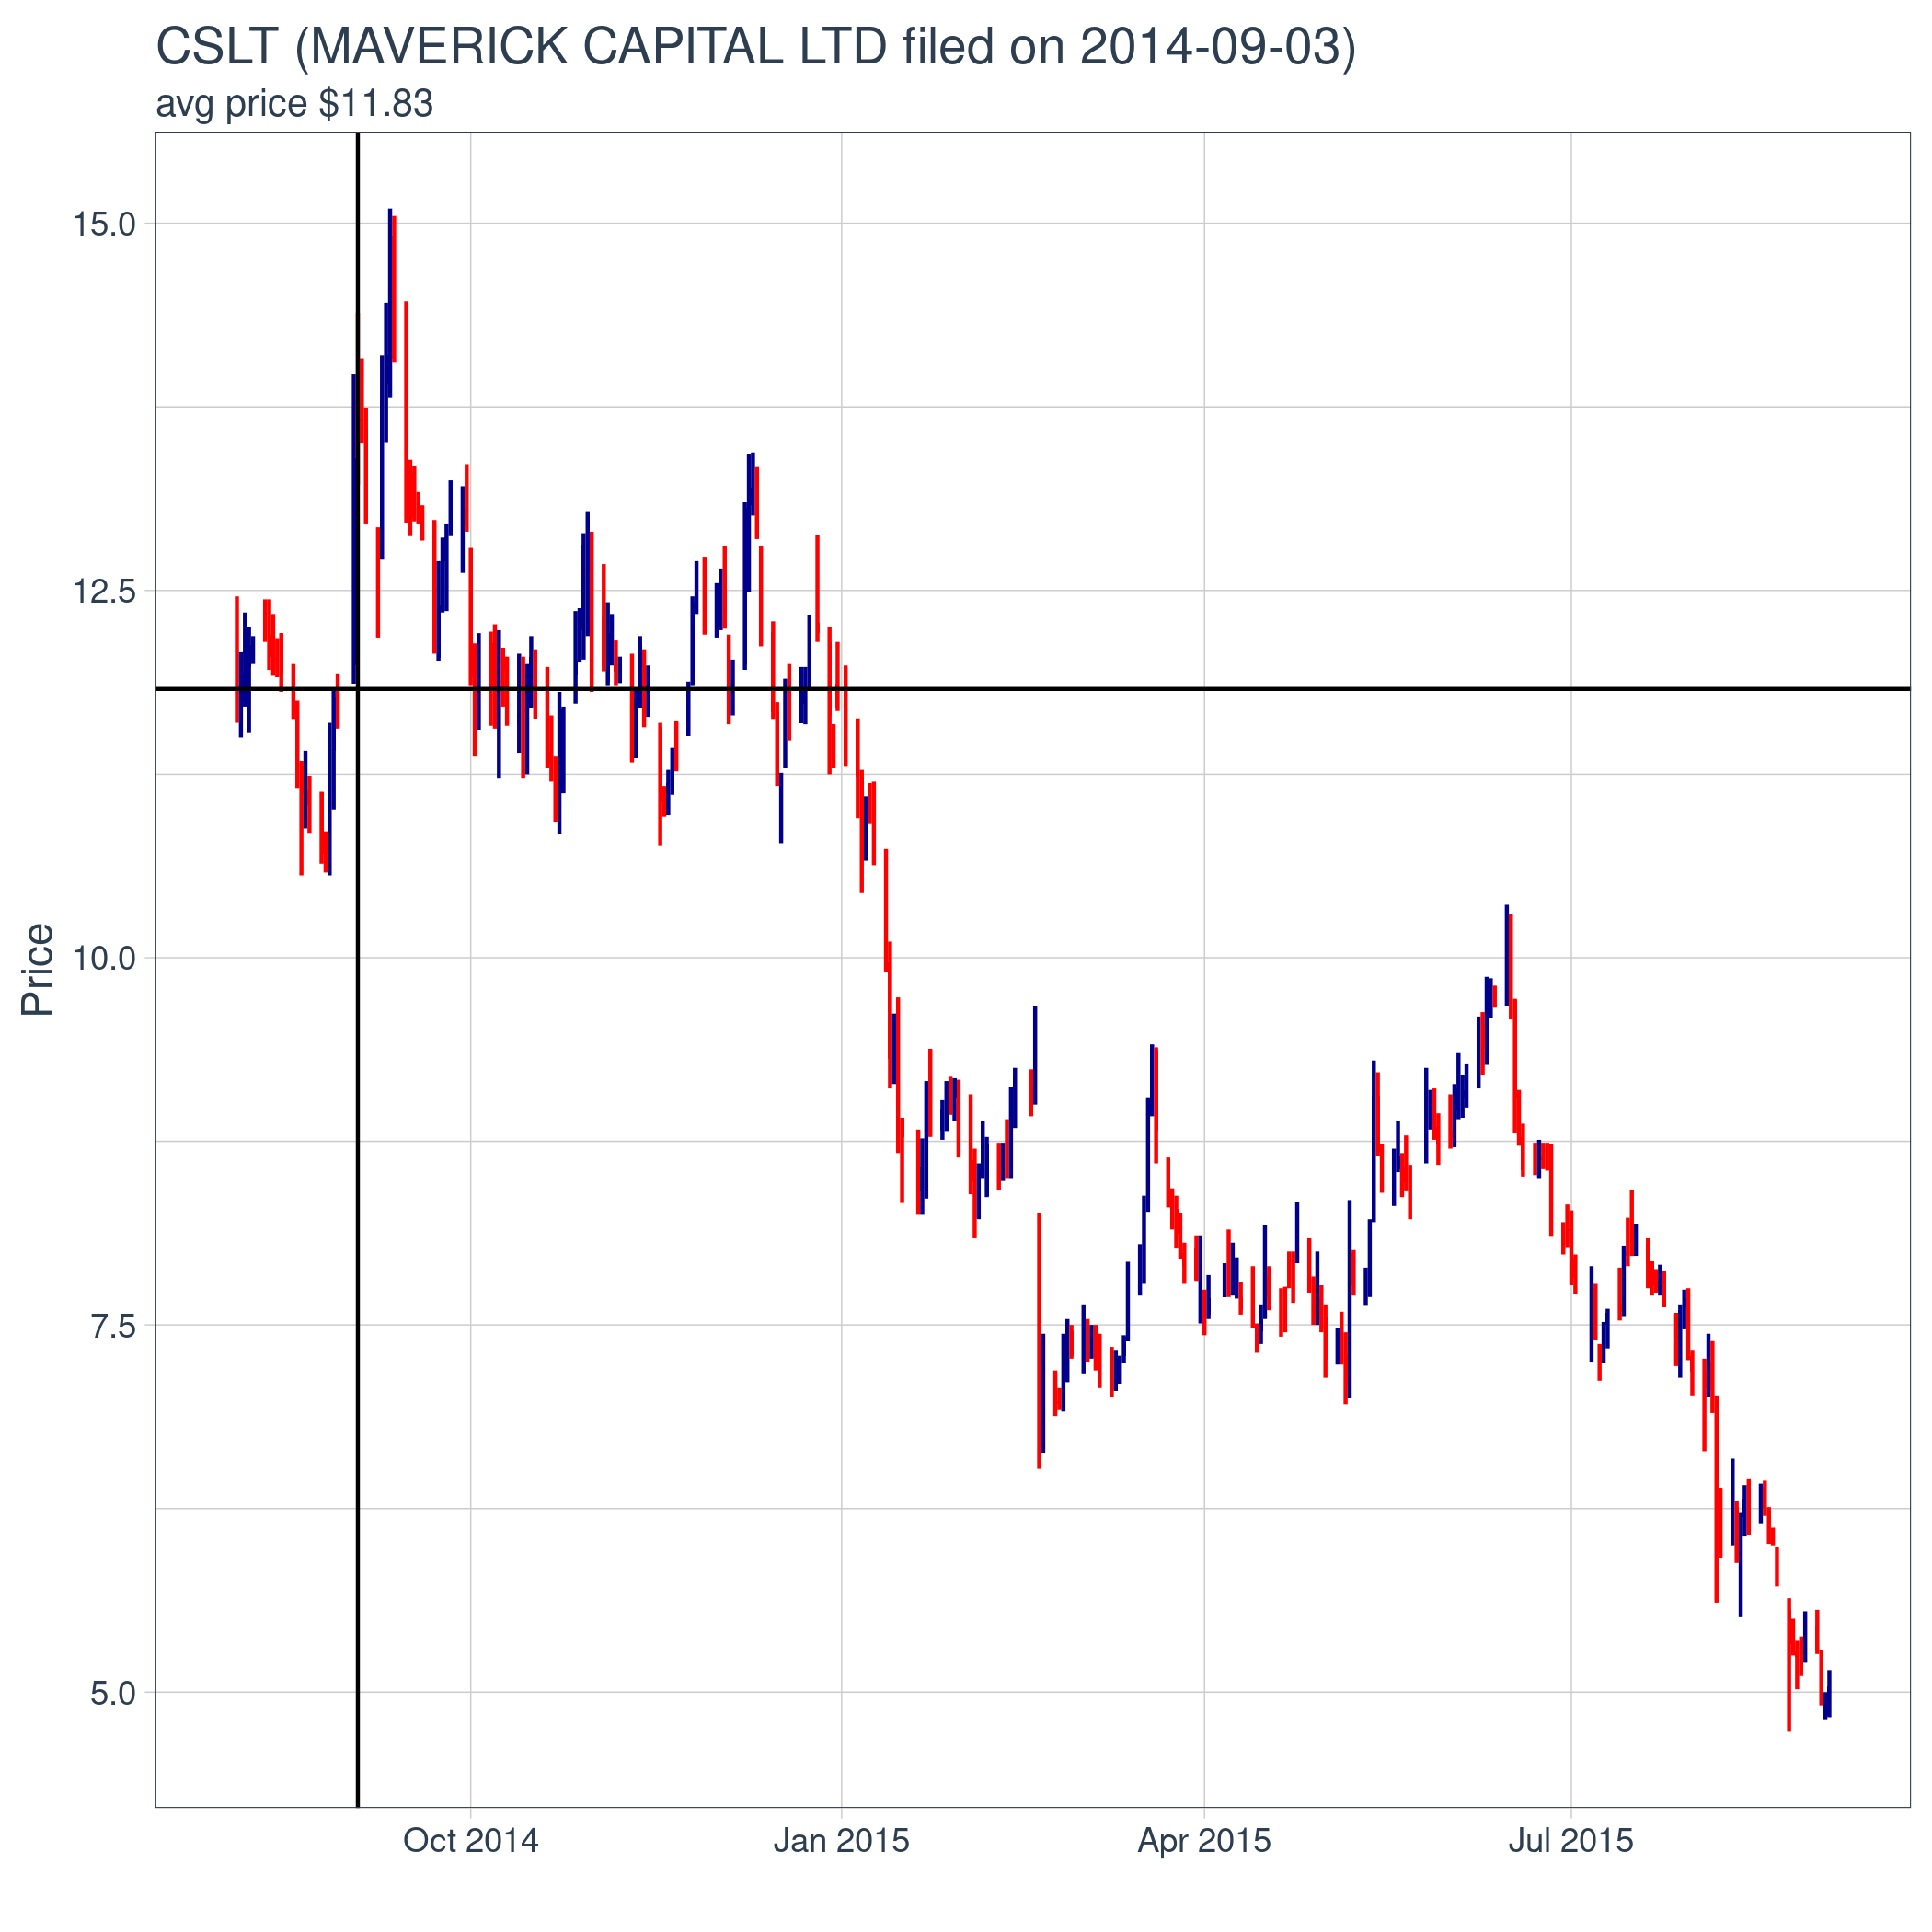 CSLT (MAVERICK CAPITAL LTD filed on 2014-09-03)
avg price $11.83
Price
15.0
12.5
10.0
7.5
5.0
Oct 2014
Jan 2015
Apr 2015
Jul 2015